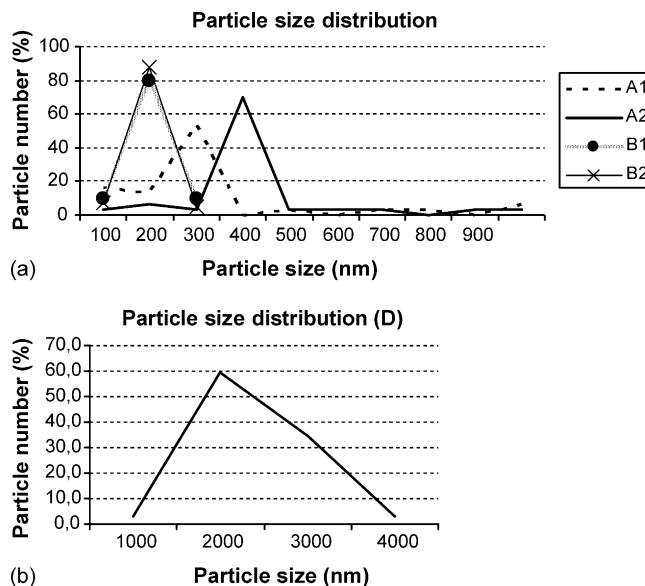 Particle size distribution
Particle number (%)
100
80
60
40
20
0
100 200 300 400 500 600 700 800 900
Particle size (nm)
A1
A2
B1
B2
(a)
Particle size distribution (D)
Particle number (%)
70,0
60,0
50,0
40,0
30,0
20,0
10,0
0,0
1000 2000 3000 4000
Particle size (nm)
(b)